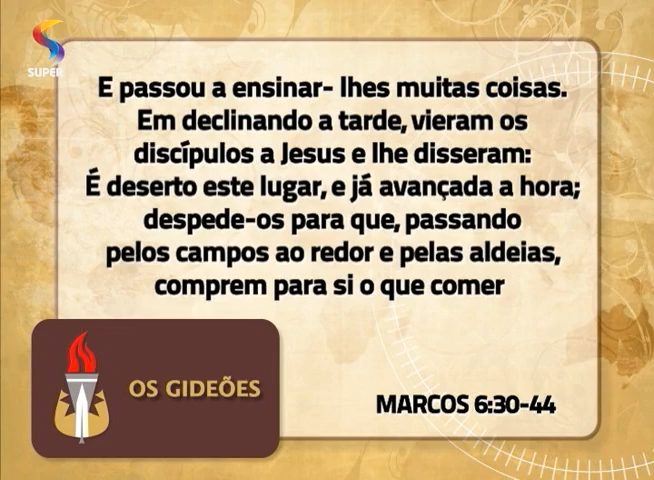 SUPER
E passou a ensinar- lhes muitas coisas.
Em declinando a tarde, vieram os
discípulos a Jesus e lhe disseram:
É deserto este lugar, e já avançada a hora;
despede-os para que, passando
pelos campos ao redor e pelas aldeias,
comprem para si o que comer
OS GIDEÕES
MARCOS 6:30-44